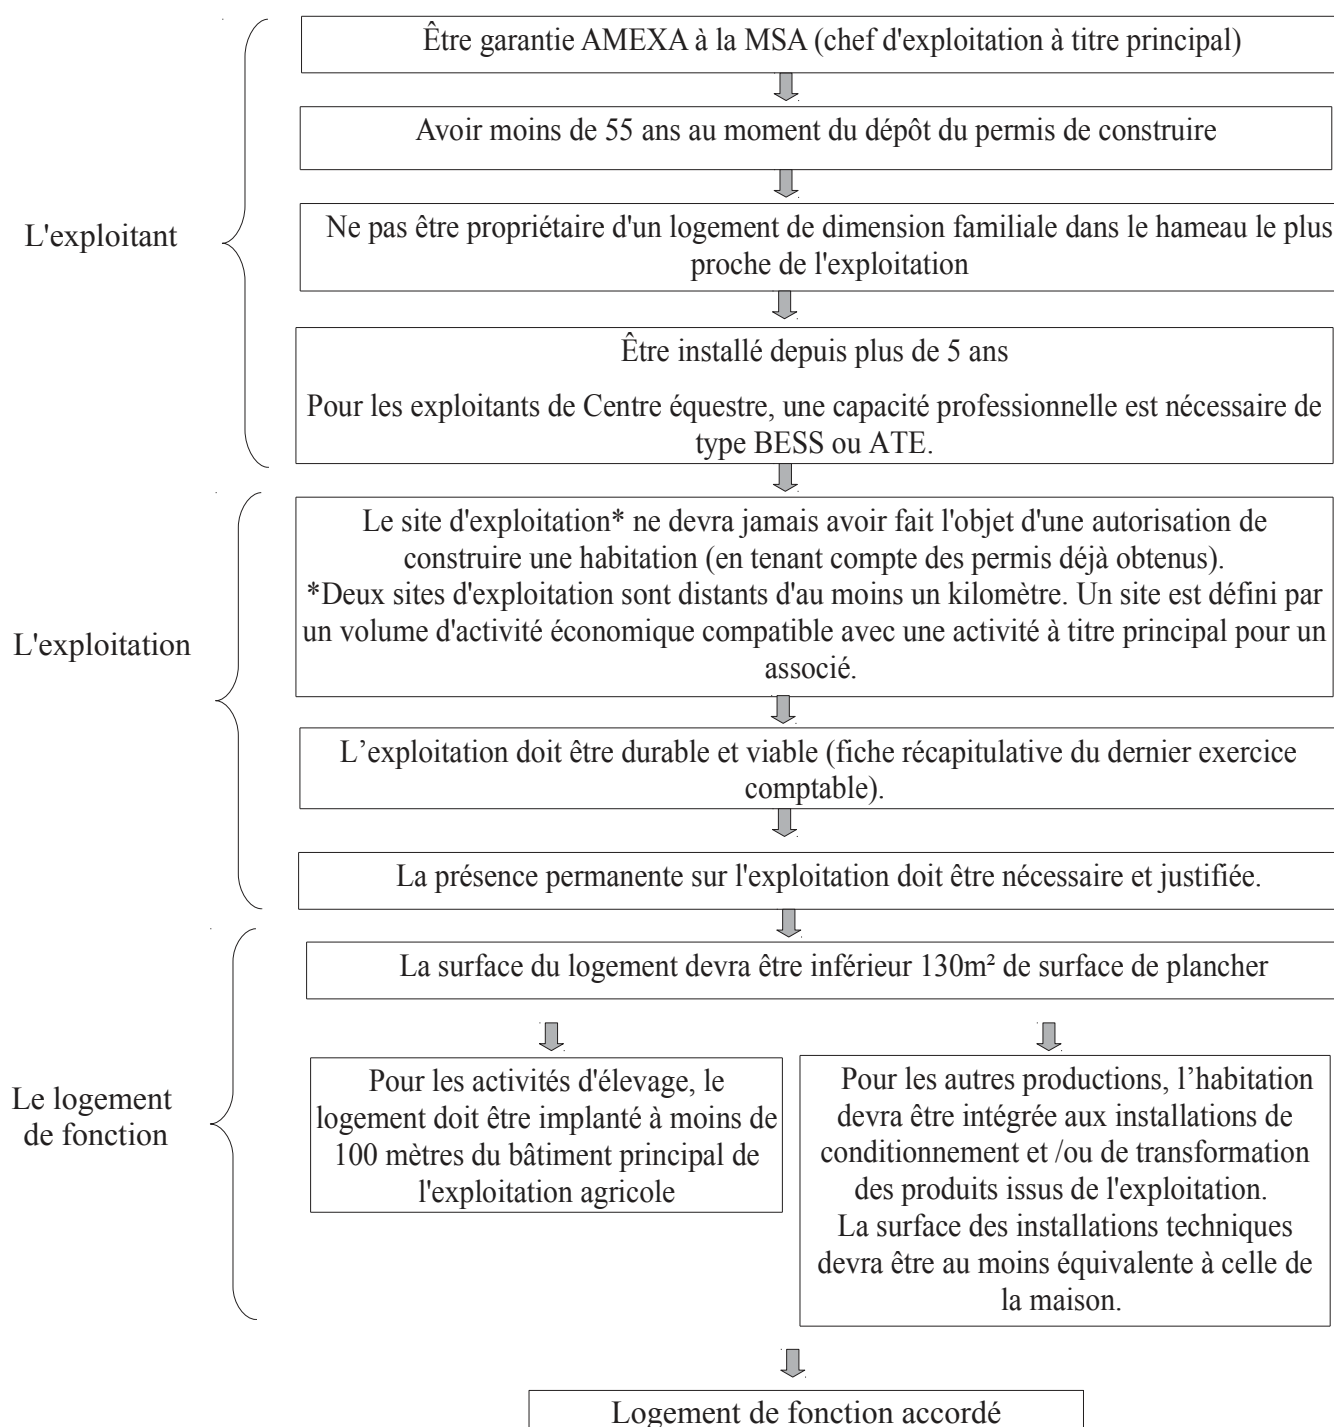 Être garantie AMEXA à la MSA (chef d'exploitation à titre principal)
Avoir moins de 55 ans au moment du dépôt du permis de construire
L'exploitant
Ne pas être propriétaire d'un logement de dimension familiale dans le hameau le plus
proche de l'exploitation
Être installé depuis plus de 5 ans
Pour les exploitants de Centre équestre, une capacité professionnelle est nécessaire de
type BESS ou ATE.
Le site d'exploitation* ne devra jamais avoir fait l'objet d'une autorisation de
construire une habitation (en tenant compte des permis déjà obtenus).
*Deux sites d'exploitation sont distants d'au moins un kilomètre. Un site est défini par
un volume d'activité économique compatible avec une activité à titre principal pour un
associé.
L'exploitation
L’exploitation doit être durable et viable (fiche récapitulative du dernier exercice
comptable).
La présence permanente sur l'exploitation doit être nécessaire et justifiée.
La surface du logement devra être inférieur 130m² de surface de plancher
Le logement
de fonction
Pour les activités d'élevage, le
logement doit être implanté à moins de
100 mètres du bâtiment principal de
l'exploitation agricole
Pour les autres productions, l’habitation
devra être intégrée aux installations de
conditionnement et /ou de transformation
des produits issus de l'exploitation.
La surface des installations techniques
devra être au moins équivalente à celle de
la maison.
Logement de fonction accordé